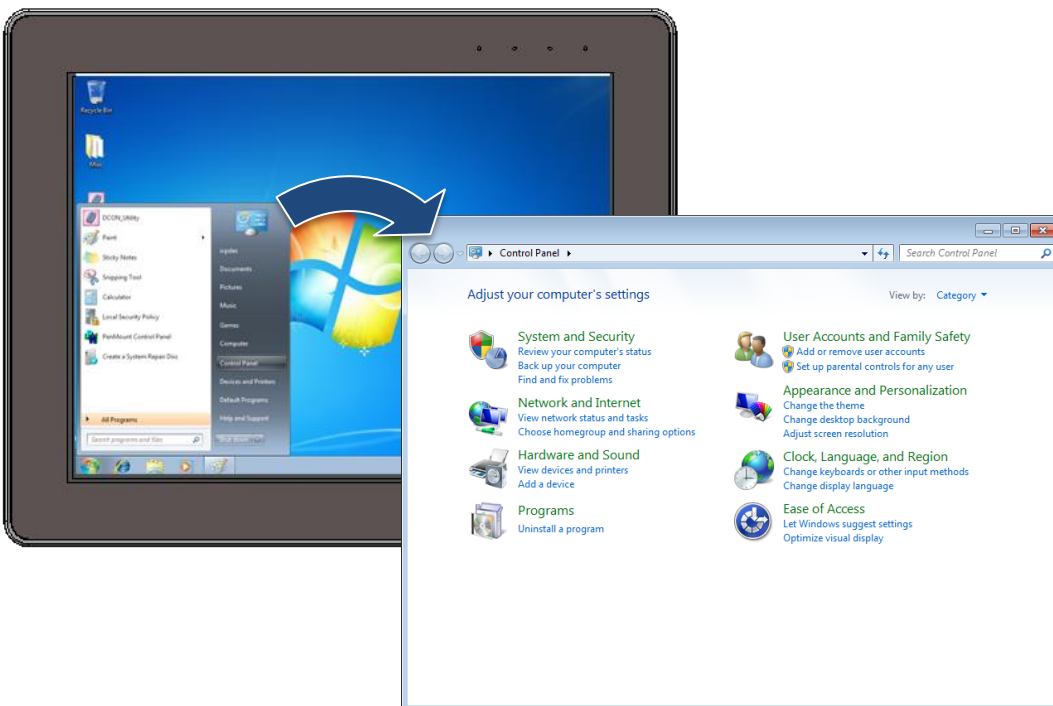 Recycle Bin
Misc
DCON_Utility
Paint
Sticky Notes
Snipping Tool
Calculator
Local Security Policy
PenMount Control Panel
Create a System Repair Disc
All Programs
Search programs and files
icpdas
Documents
Pictures
Music
Games
Computer
Control Panel
Devices and Printers
Default Programs
Help and Support
Shut down
Control Panel
Search Control Panel
Adjust your computer's settings
View by: Category
System and Security
Review your computer's status
Back up your computer
Find and fix problems
Network and Internet
View network status and tasks
Choose homegroup and sharing options
Hardware and Sound
View devices and printers
Add a device
Programs
Uninstall a program
User Accounts and Family Safety
Add or remove user accounts
Set up parental controls for any user
Appearance and Personalization
Change the theme
Change desktop background
Adjust screen resolution
Clock, Language, and Region
Change keyboards or other input methods
Change display language
Ease of Access
Let Windows suggest settings
Optimize visual display